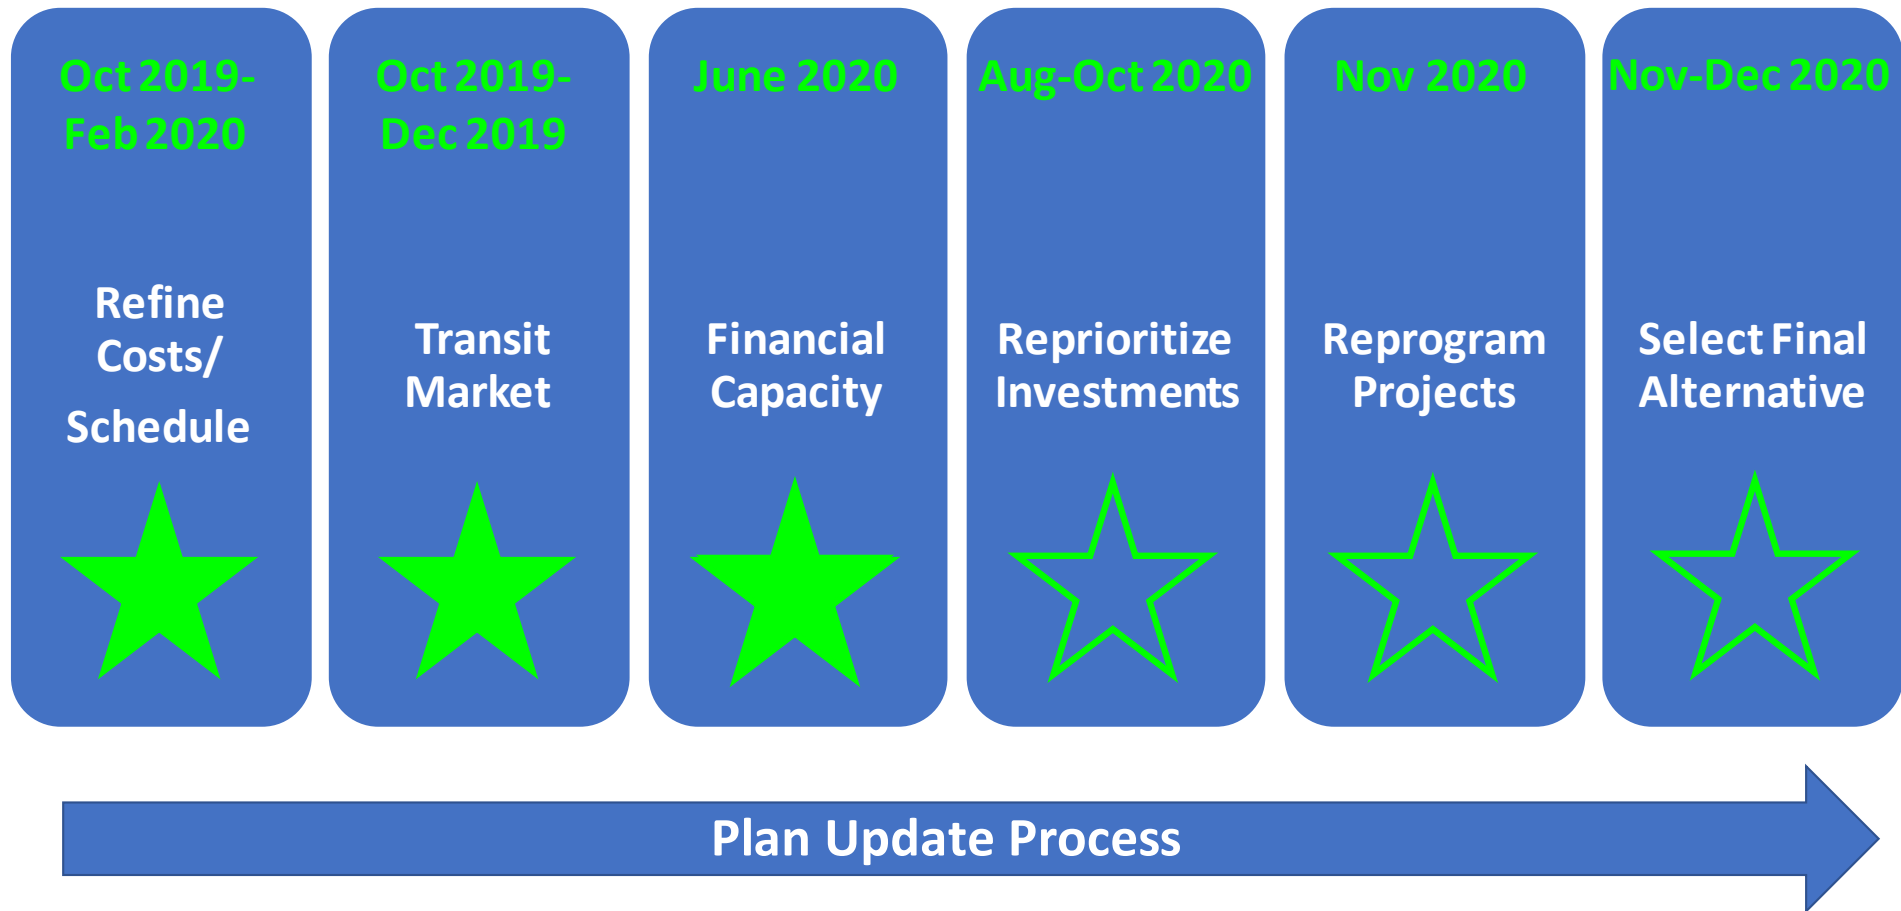 Oct 2019-
Feb 2020
Refine
Costs/
Schedule
Oct 2019-
Dec 2019
Transit
Market
June 2020
Financial
Capacity
Aug-Oct 2020
Reprioritize
Investments
Nov 2020
Reprogram
Projects
Nov-Dec 2020
Select Final
Alternative
Plan Update Process